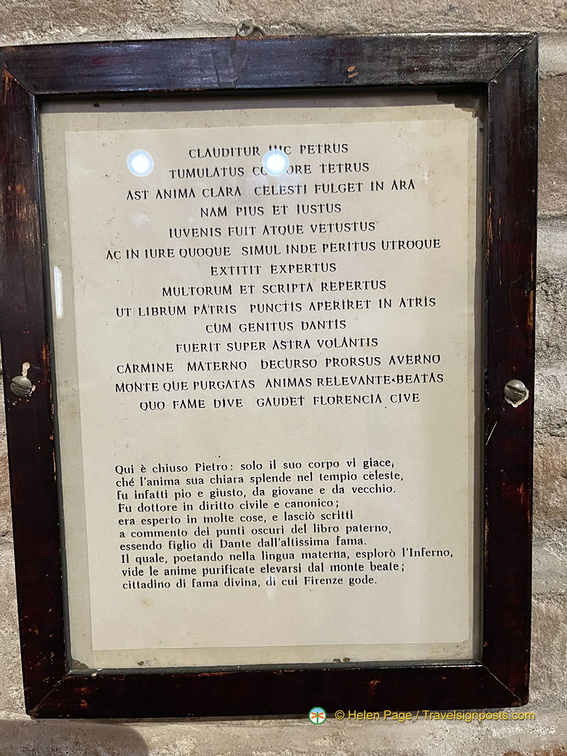 CLAUDITUR PETRUS
TUMULATUS TETRUS
AST ANIMA CLARA CELESTI FULGET IN ARA
NAM PIUS ET IUSTUS
IUVENIS FUIT ATQUE VETUSTUS
AC IN IURE QUOQUE SIMUL INDE PERITUS UTROQUE
EXTITIT EXPERTUS
MULTORUM ET SCRIPTA REPERTUS
UT LIBRUM PATRIS PUNCTIS APERIRET IN ATRIS
CUM GENITUS DANTIS
FUERIT SUPER ASTRA VOLANTIS
CARMINE MATERNO DECURSO PRORSUS AVERNO
MONTE QUE PURGATAS ANIMAS RELEVANTE BEATAS
QUO FAME DIVE GAUDET FLORENCIA CIVE
Qui è chiuso Pietro: solo il suo corpo vi giace,
ché l'anima sua chiara splende nel tempio celeste,
fu infatti pio e giusto, da giovane e da vecchio.
Fu dottore in diritto civile e canonico;
era esperto in molte cose, e lasciò scritti
a commento dei punti oscuri del libro paterno,
essendo figlio di Dante dall'altissima fama.
Il quale, poetando nella lingua materna, esplorò l'Inferno,
vide le anime purificate elevarsi dal monte beate;
cittadino di fama divina, di cui Firenze gode.
© Helen Page / Travelsignposts.com